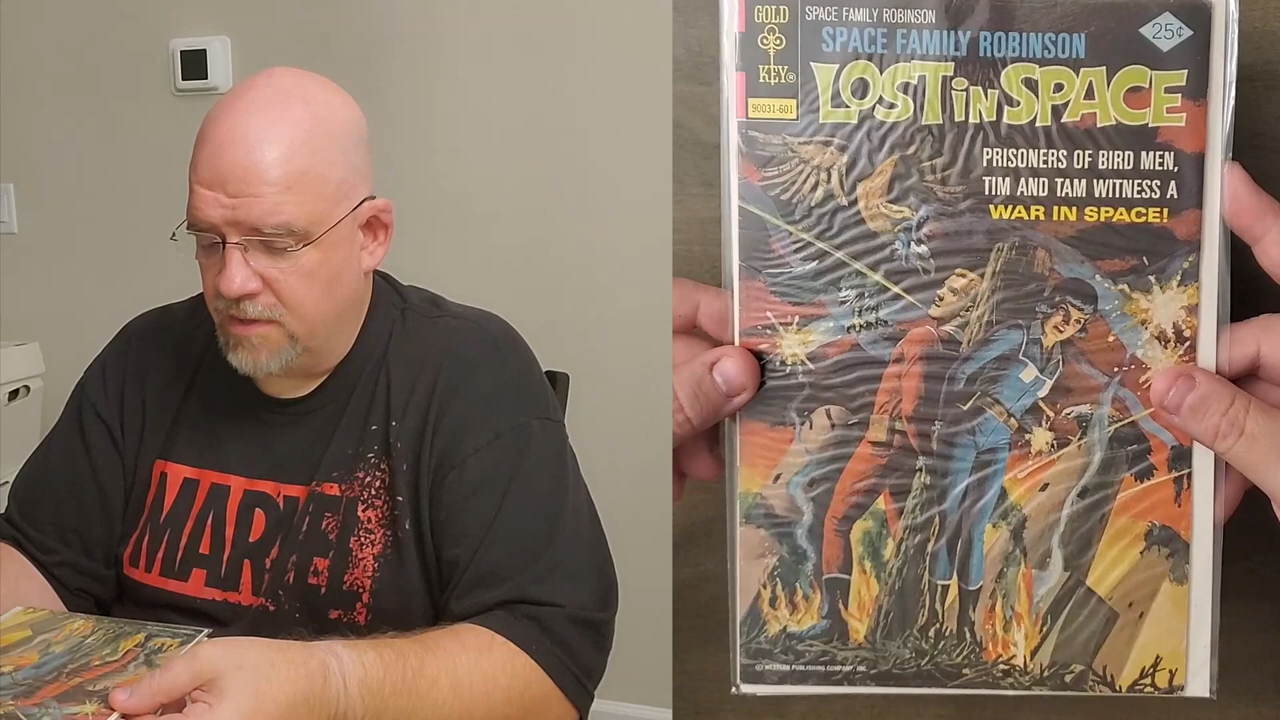 MARVEL
GOLD
KEY®
90031-601
SPACE FAMILY ROBINSON
25¢
SPACE FAMILY ROBINSON
LOST IN SPACE
PRISONERS OF BIRD MEN,
TIM AND TAM WITNESS A
WAR IN SPACE!
© WESTERN PUBLISHING COMPANY, INC.